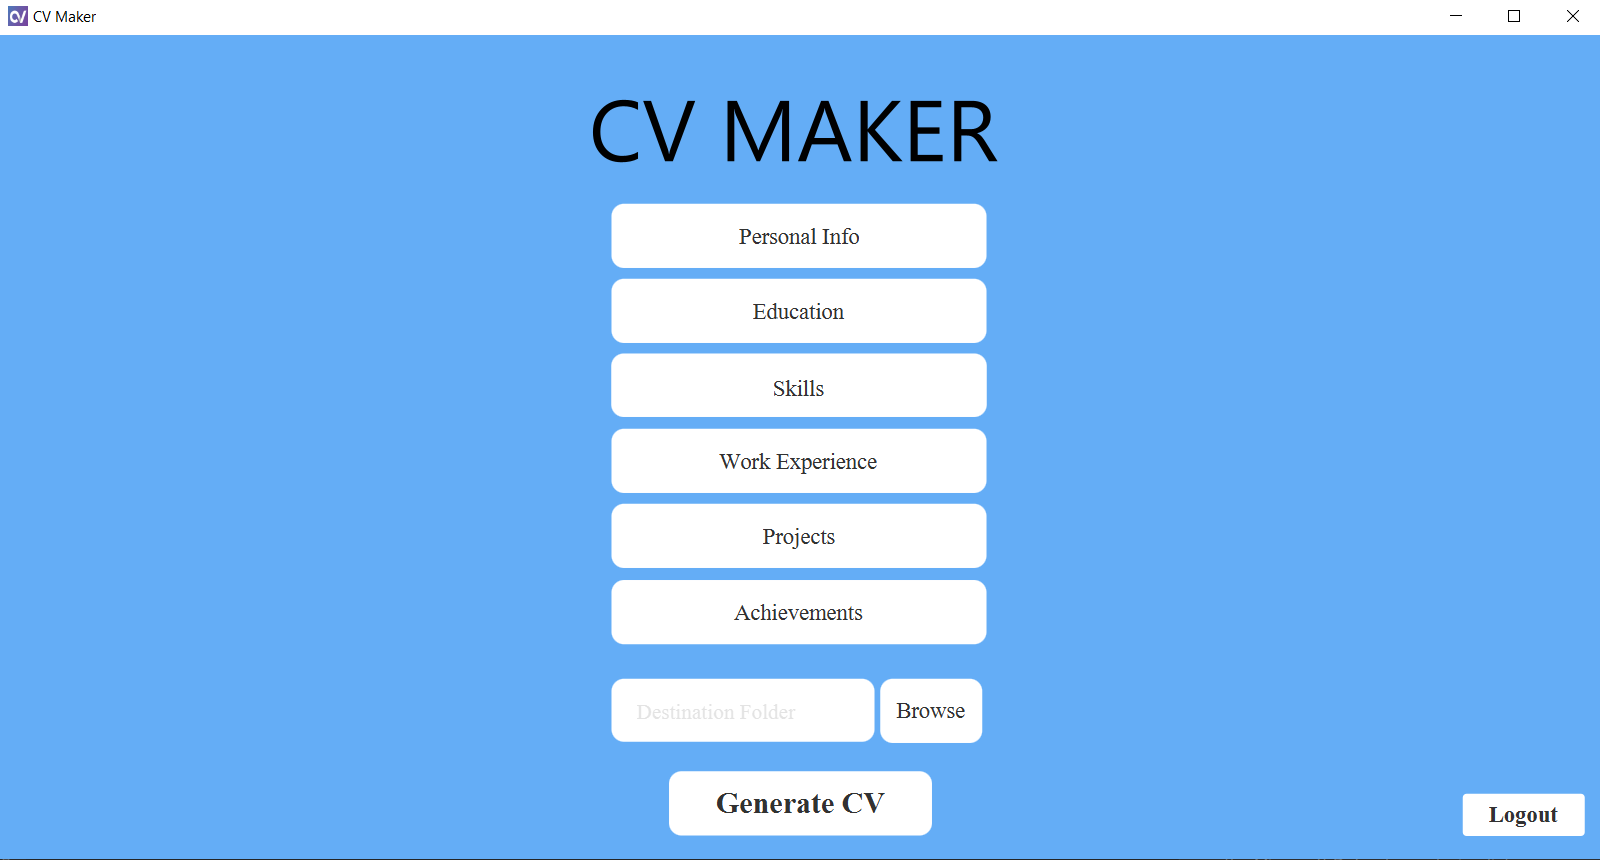 CV Maker
CV MAKER
Personal Info
Education
Skills
Work Experience
Projects
Achievements
Destination Folder
Browse
Generate CV
Logout